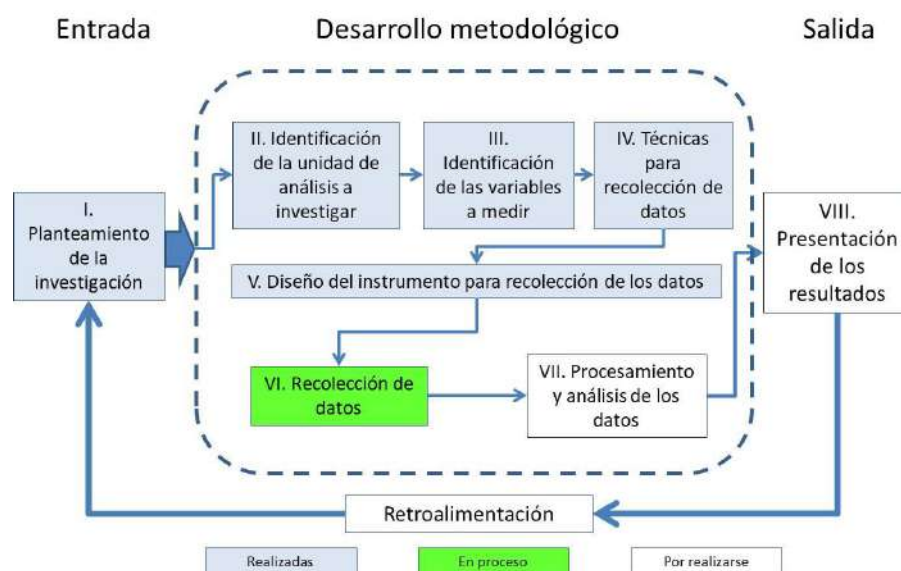 Entrada
Desarrollo metodológico
Salida
I.
Planteamiento
de la
investigación
II. Identificación
de la unidad de
análisis a
investigar
III.
Identificación
de las variables
a medir
IV. Técnicas
para
recolección de
datos
V. Diseño del instrumento para recolección de los datos
VI. Recolección de
datos
VII. Procesamiento
y análisis de los
datos
VIII.
Presentación
de los
resultados
Retroalimentación
Realizadas
En proceso
Por realizarse